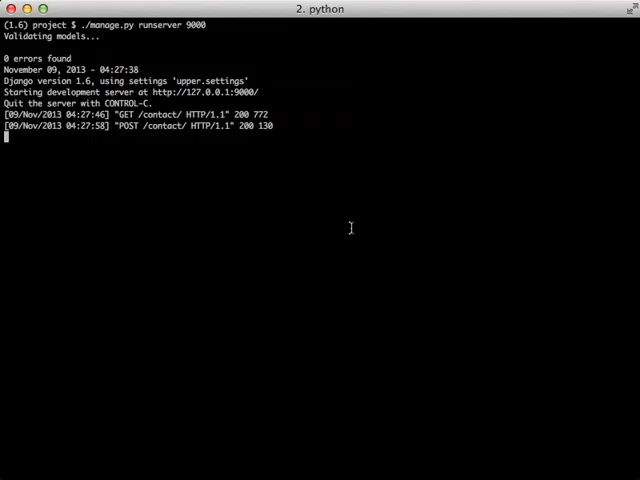 2. python
(1.6) project $ ./manage.py runserver 9000
Validating models...
0 errors found
November 09, 2013 - 04:27:38
Django version 1.6, using settings 'upper.settings'
Starting development server at http://127.0.0.1:9000/
Quit the server with CONTROL-C.
[09/Nov/2013 04:27:46] "GET /contact/ HTTP/1.1" 200 772
[09/Nov/2013 04:27:58] "POST /contact/ HTTP/1.1" 200 130